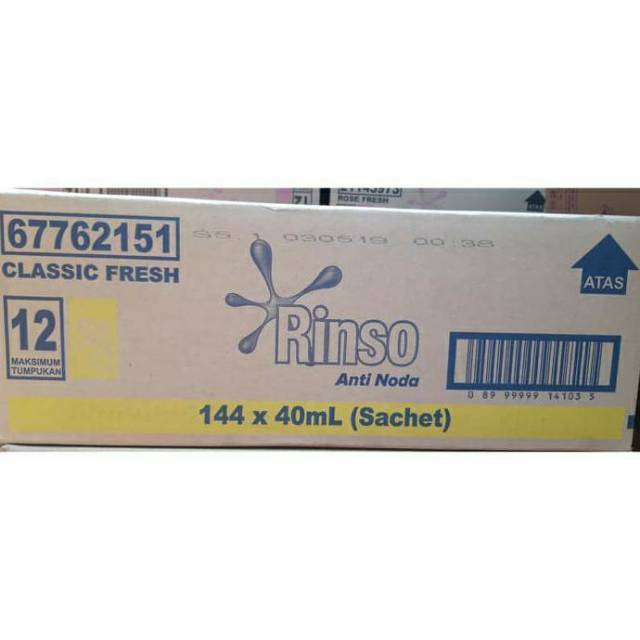 ROSE FRESH
ATAS
67762151
SS.1 030519 00:38
CLASSIC FRESH
ATAS
12
MAKSIMUM
TUMPUKAN
Rinso
Anti Noda
0 89 99999 14103 5
144 x 40mL (Sachet)